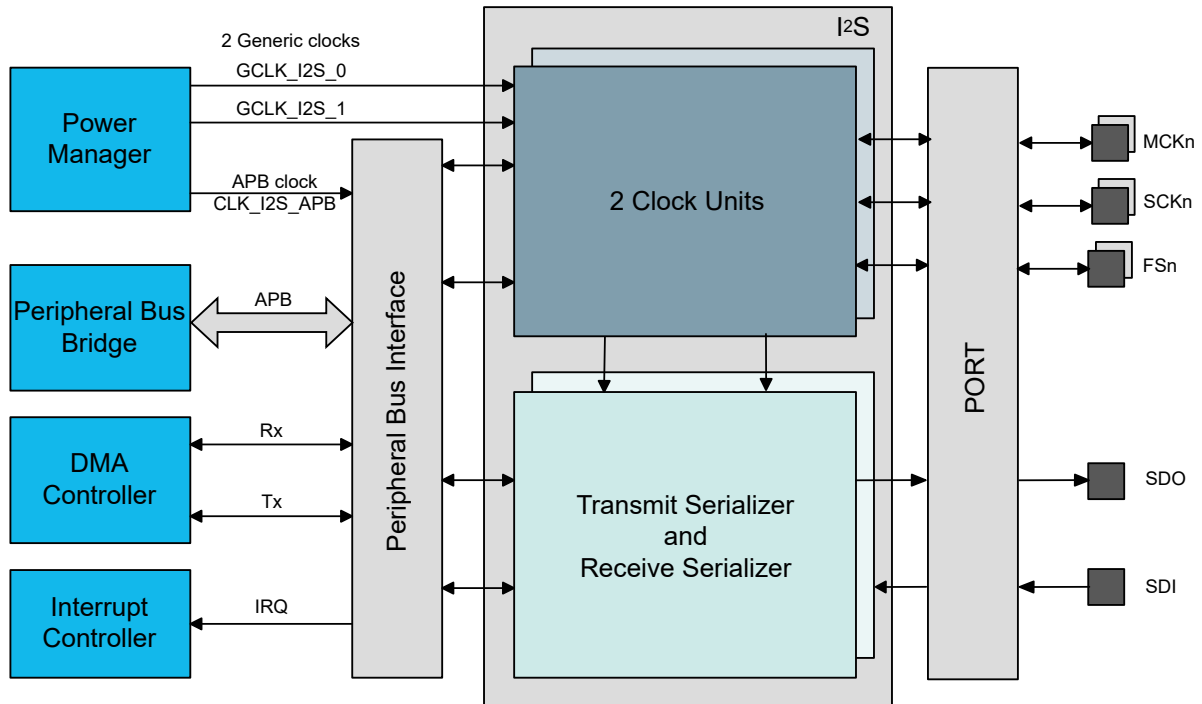 I2S
2 Generic clocks
GCLK_I2S_0
GCLK_I2S_1
Power
Manager
APB clock
CLK_I2S_APB
2 Clock Units
MCKn
SCKn
FSn
Peripheral Bus
Bridge
APB
Peripheral Bus Interface
PORT
DMA
Controller
Rx
Tx
Transmit Serializer
and
Receive Serializer
SDO
SDI
Interrupt
Controller
IRQ